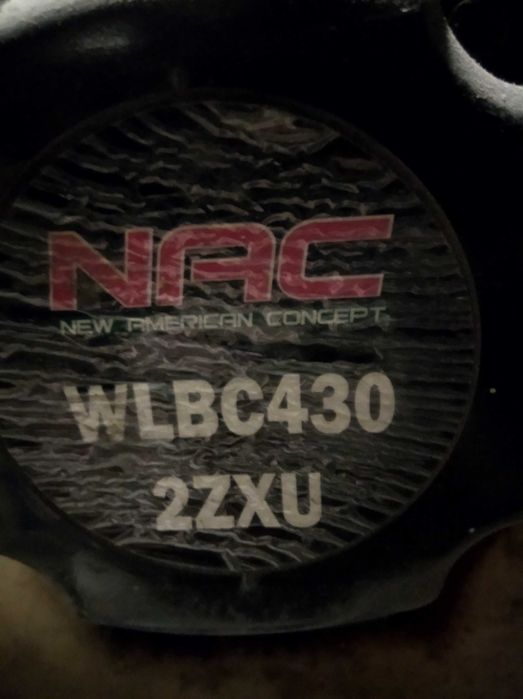 NAC
NEW AMERICAN CONCEPT
WLBC430
2ZXU